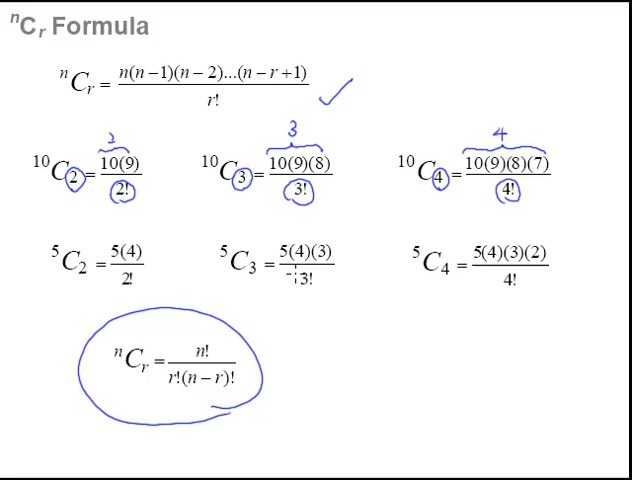 ⁿCᵣ Formula
ⁿCᵣ = n(n−1)(n−2)...(n−r+1) / r!
2 3 4
¹⁰C₂ = 10(9) / 2! ¹⁰C₃ = 10(9)(8) / 3! ¹⁰C₄ = 10(9)(8)(7) / 4!
⁵C₂ = 5(4) / 2! ⁵C₃ = 5(4)(3) / 3! ⁵C₄ = 5(4)(3)(2) / 4!
ⁿCᵣ = n! / r!(n−r)!